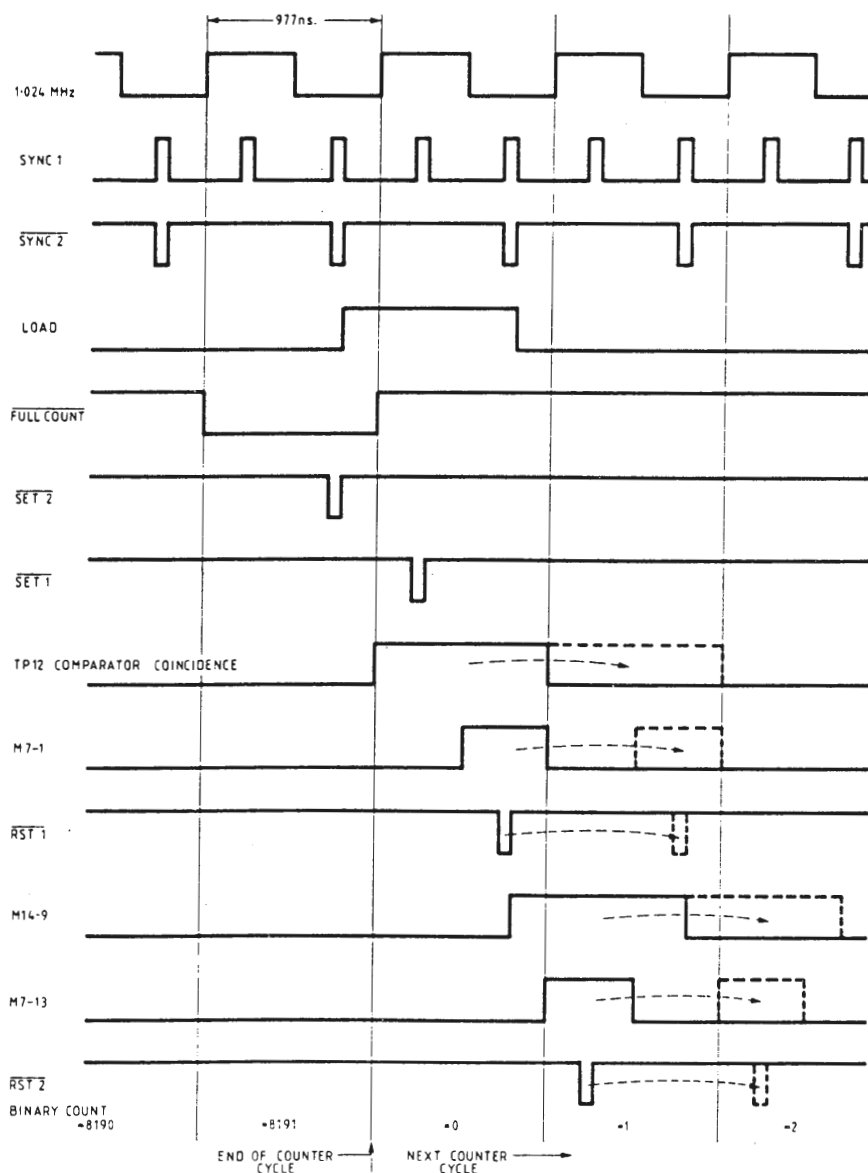 977ns.
1·024 MHz
SYNC 1
SYNC 2
LOAD
FULL COUNT
SET 2
SET 1
TP12 COMPARATOR COINCIDENCE
M7-1
RST 1
M14-9
M7-13
RST 2
BINARY COUNT
=8190 =8191 =0 =1 =2
END OF COUNTER CYCLE
NEXT COUNTER CYCLE